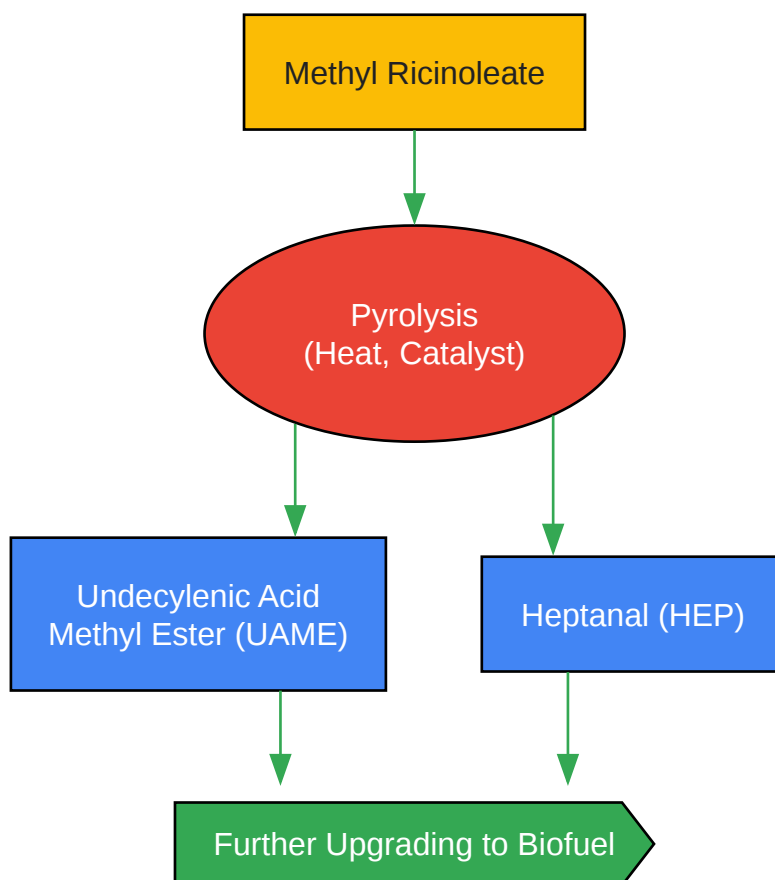 Methyl Ricinoleate
Pyrolysis
(Heat, Catalyst)
Undecylenic Acid
Methyl Ester (UAME)
Heptanal (HEP)
Further Upgrading to Biofuel